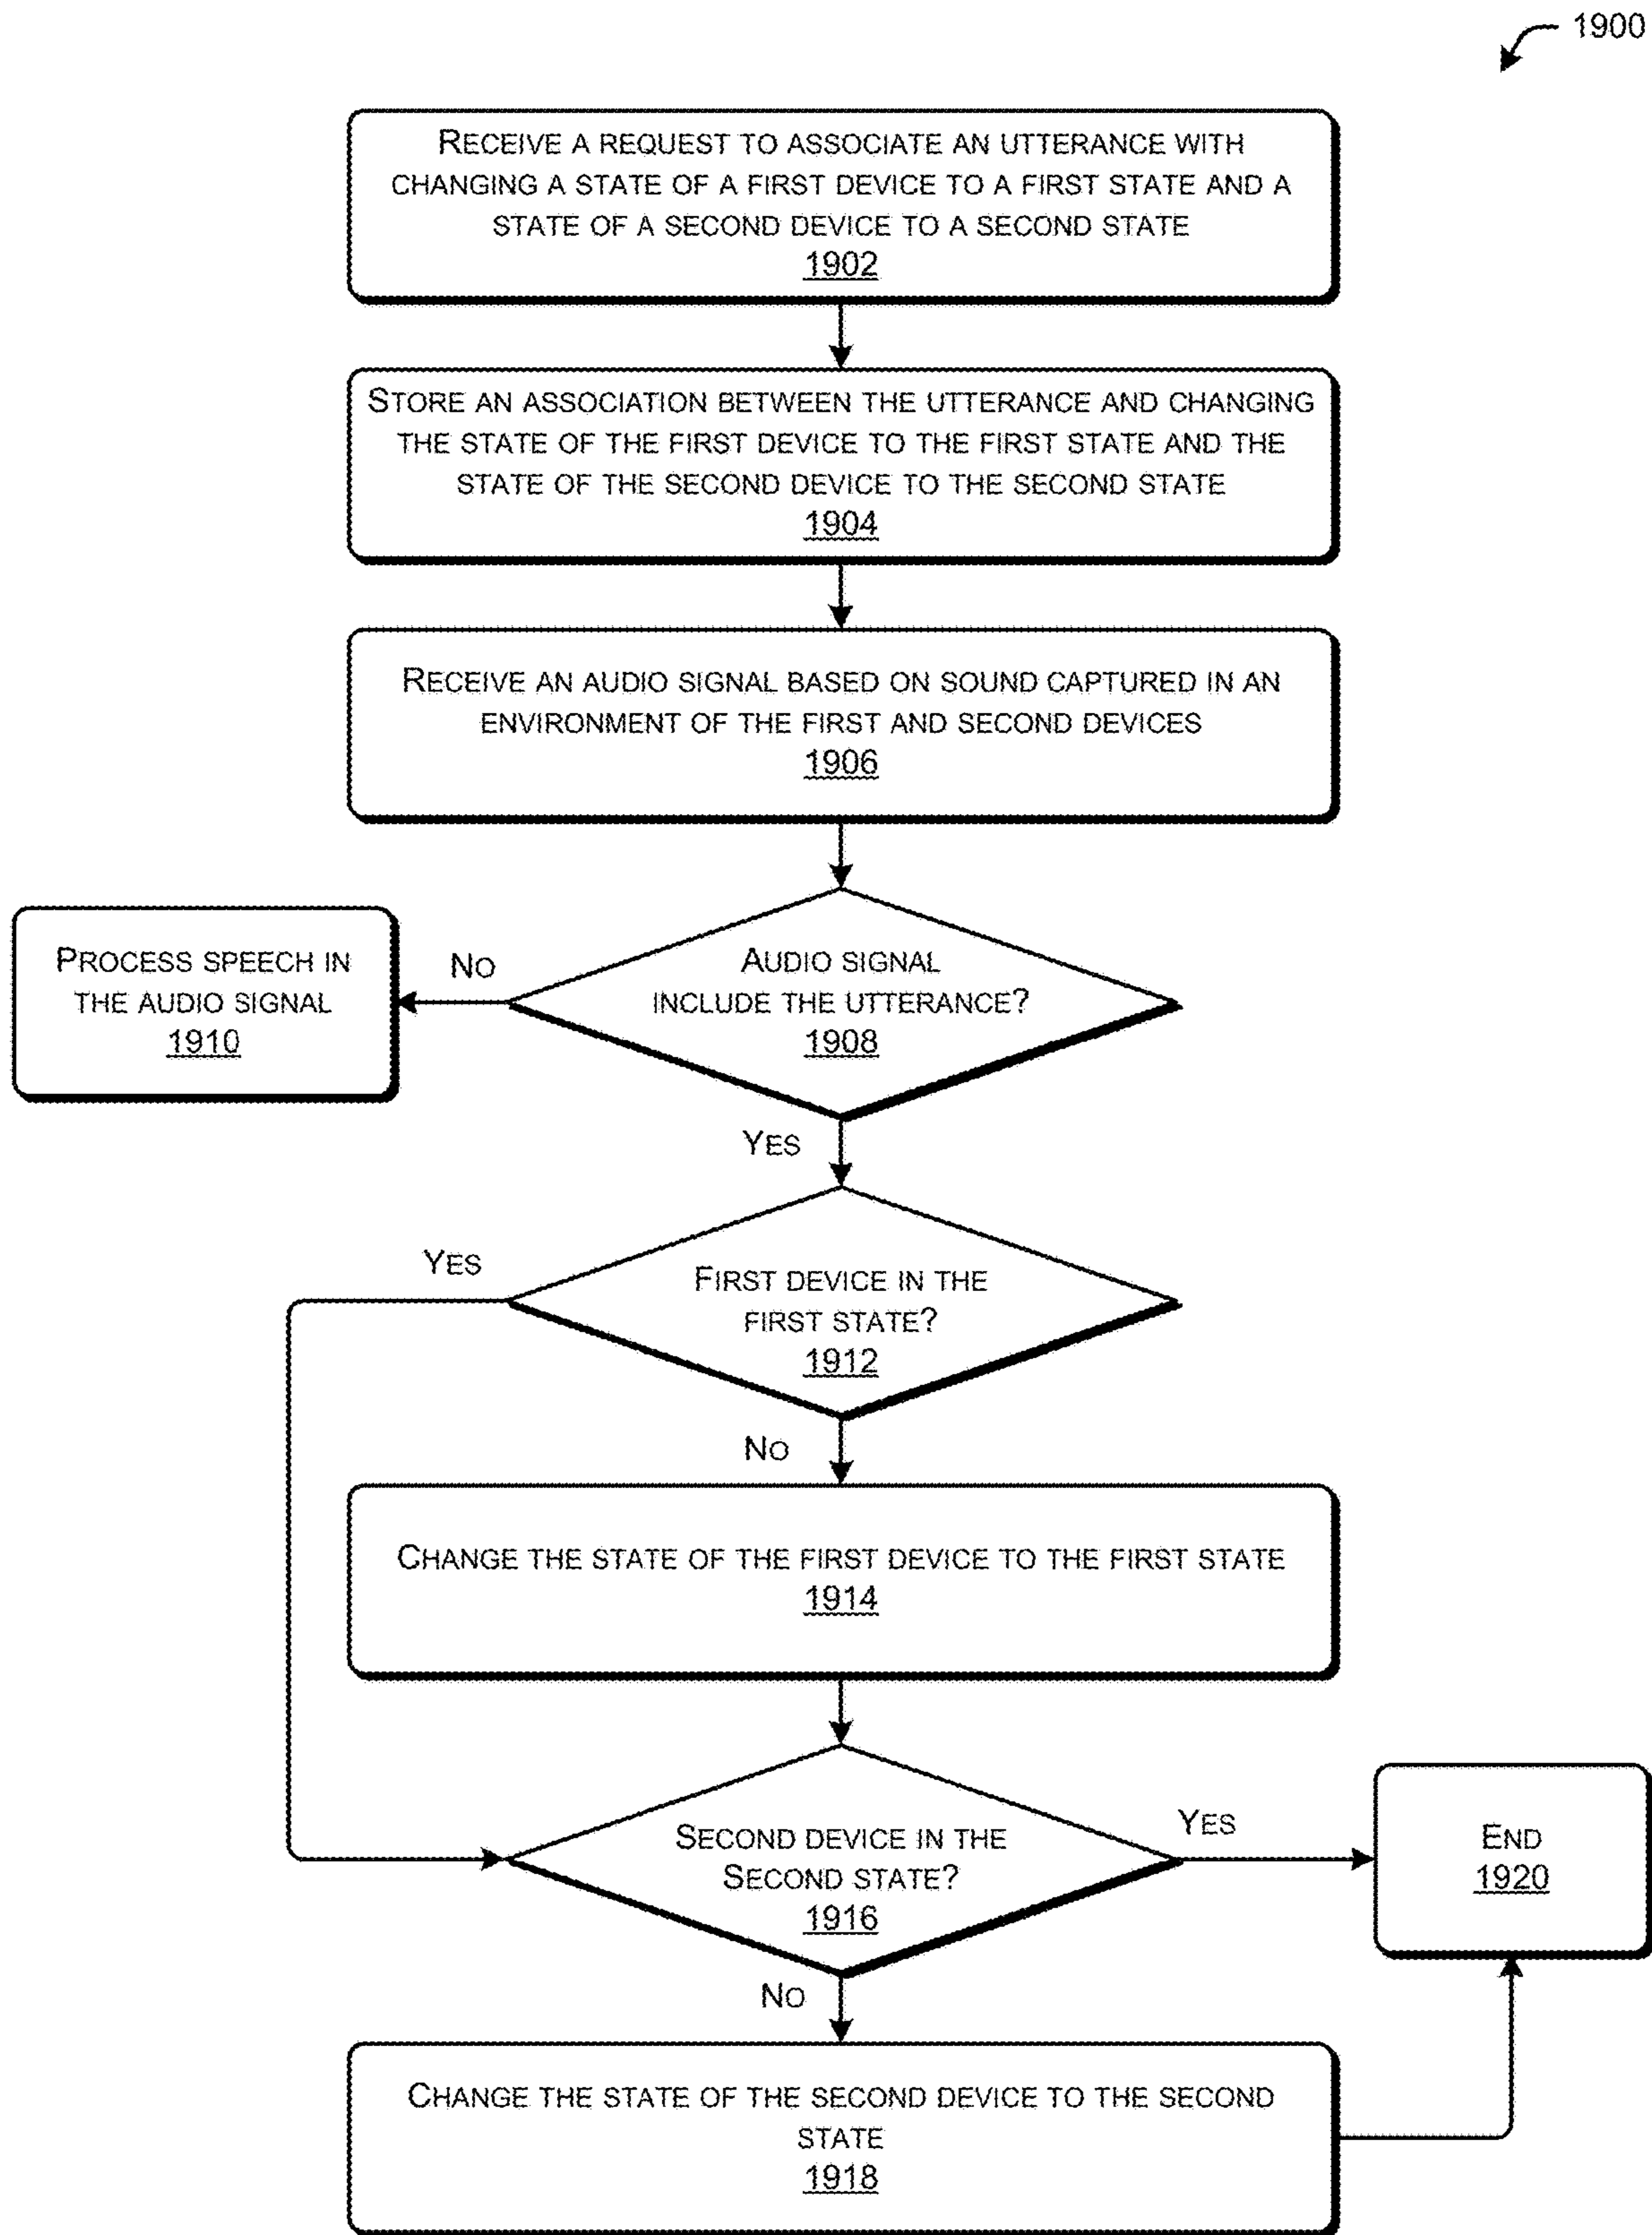 1900
RECEIVE A REQUEST TO ASSOCIATE AN UTTERANCE WITH
CHANGING A STATE OF A FIRST DEVICE TO A FIRST STATE AND A
STATE OF A SECOND DEVICE TO A SECOND STATE
1902
STORE AN ASSOCIATION BETWEEN THE UTTERANCE AND CHANGING
THE STATE OF THE FIRST DEVICE TO THE FIRST STATE AND THE
STATE OF THE SECOND DEVICE TO THE SECOND STATE
1904
RECEIVE AN AUDIO SIGNAL BASED ON SOUND CAPTURED IN AN
ENVIRONMENT OF THE FIRST AND SECOND DEVICES
1906
AUDIO SIGNAL
INCLUDE THE UTTERANCE?
1908
NO
PROCESS SPEECH IN
THE AUDIO SIGNAL
1910
YES
FIRST DEVICE IN THE
FIRST STATE?
1912
YES
NO
CHANGE THE STATE OF THE FIRST DEVICE TO THE FIRST STATE
1914
SECOND DEVICE IN THE
SECOND STATE?
1916
YES
END
1920
NO
CHANGE THE STATE OF THE SECOND DEVICE TO THE SECOND
STATE
1918